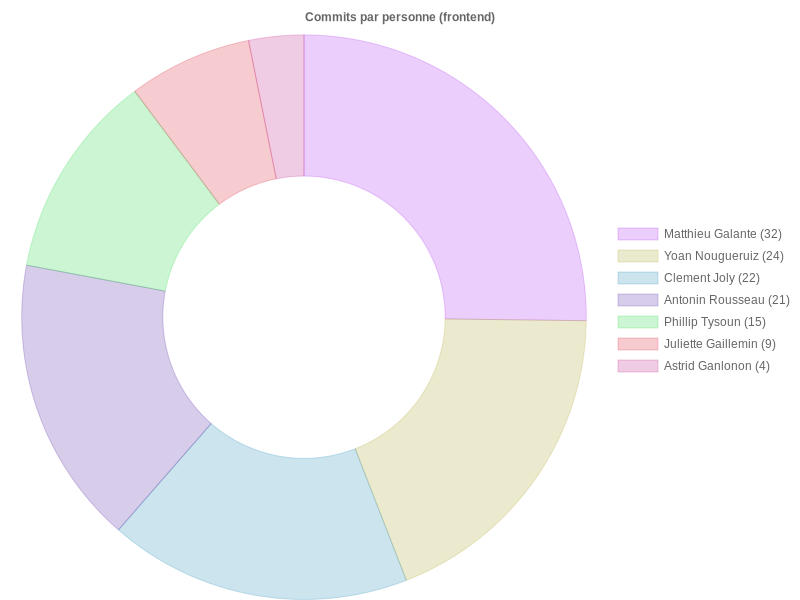 Commits par personne (frontend)
Matthieu Galante (32)
Yoan Nougueruiz (24)
Clement Joly (22)
Antonin Rousseau (21)
Phillip Tysoun (15)
Juliette Gaillemin (9)
Astrid Ganlonon (4)